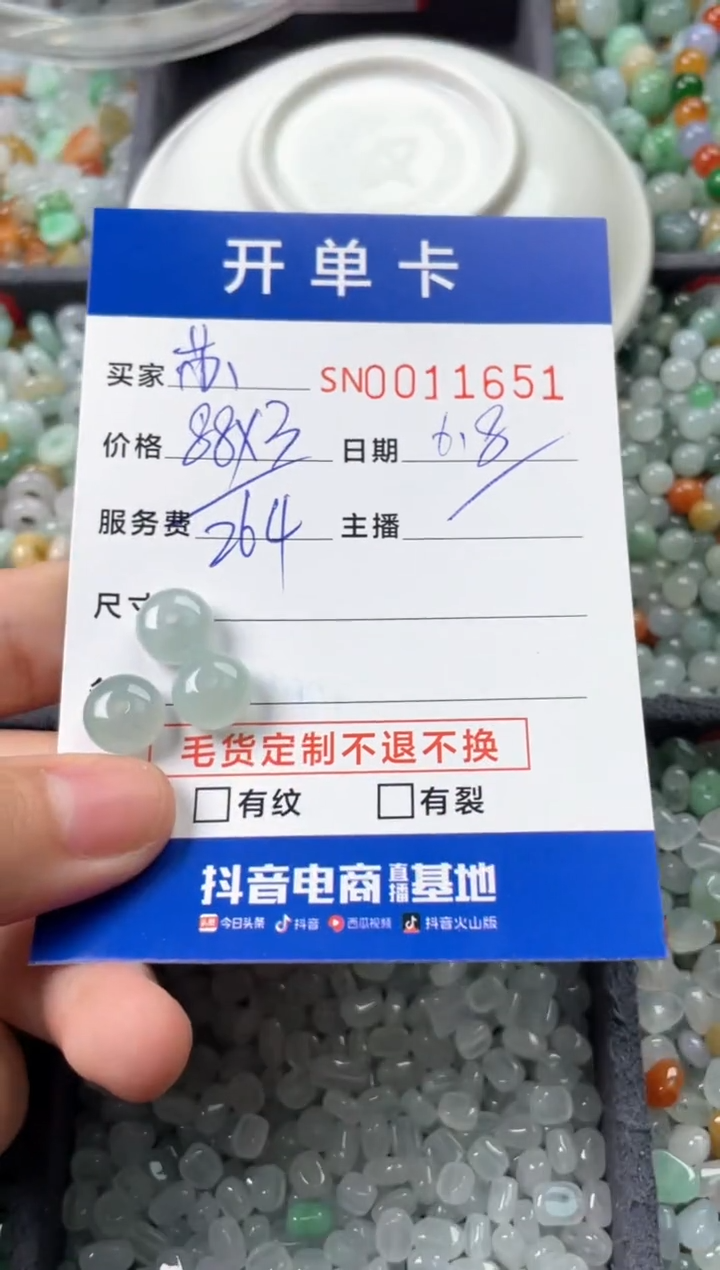 开单卡
买家 SN0011651
价格 88X3 日期 6.8
服务费 264 主播
尺寸
毛货定制不退不换
有纹 有裂
抖音电商直播基地
今日头条 抖音 西瓜视频 抖音火山版